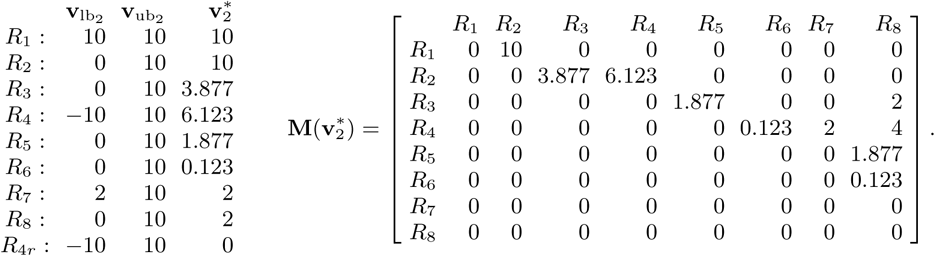 v_lb₂ v_ub₂ v₂*
R₁ : 10 10 10
R₂ : 0 10 10
R₃ : 0 10 3.877
R₄ : −10 10 6.123
R₅ : 0 10 1.877
R₆ : 0 10 0.123
R₇ : 2 10 2
R₈ : 0 10 2
R₄ᵣ : −10 10 0
M(v₂*) =
R₁ R₂ R₃ R₄ R₅ R₆ R₇ R₈
R₁ 0 10 0 0 0 0 0 0
R₂ 0 0 3.877 6.123 0 0 0 0
R₃ 0 0 0 0 1.877 0 0 2
R₄ 0 0 0 0 0 0.123 2 4
R₅ 0 0 0 0 0 0 0 1.877
R₆ 0 0 0 0 0 0 0 0.123
R₇ 0 0 0 0 0 0 0 0
R₈ 0 0 0 0 0 0 0 0
.